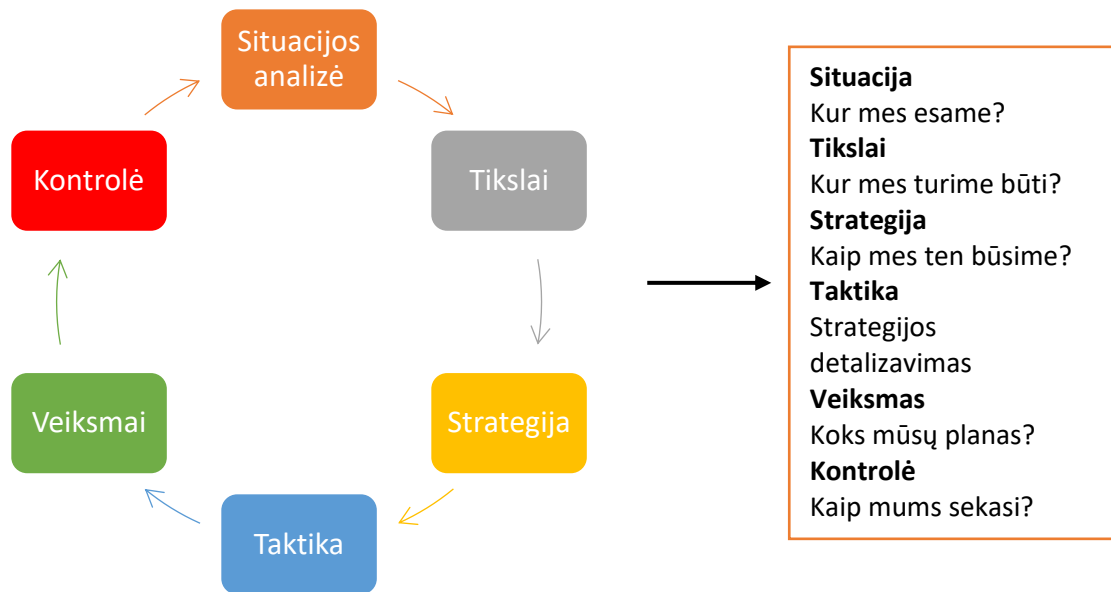 Situacijos
analizė
Tikslai
Strategija
Taktika
Veiksmai
Kontrolė
Situacija
Kur mes esame?
Tikslai
Kur mes turime būti?
Strategija
Kaip mes ten būsime?
Taktika
Strategijos
detalizavimas
Veiksmas
Koks mūsų planas?
Kontrolė
Kaip mums sekasi?